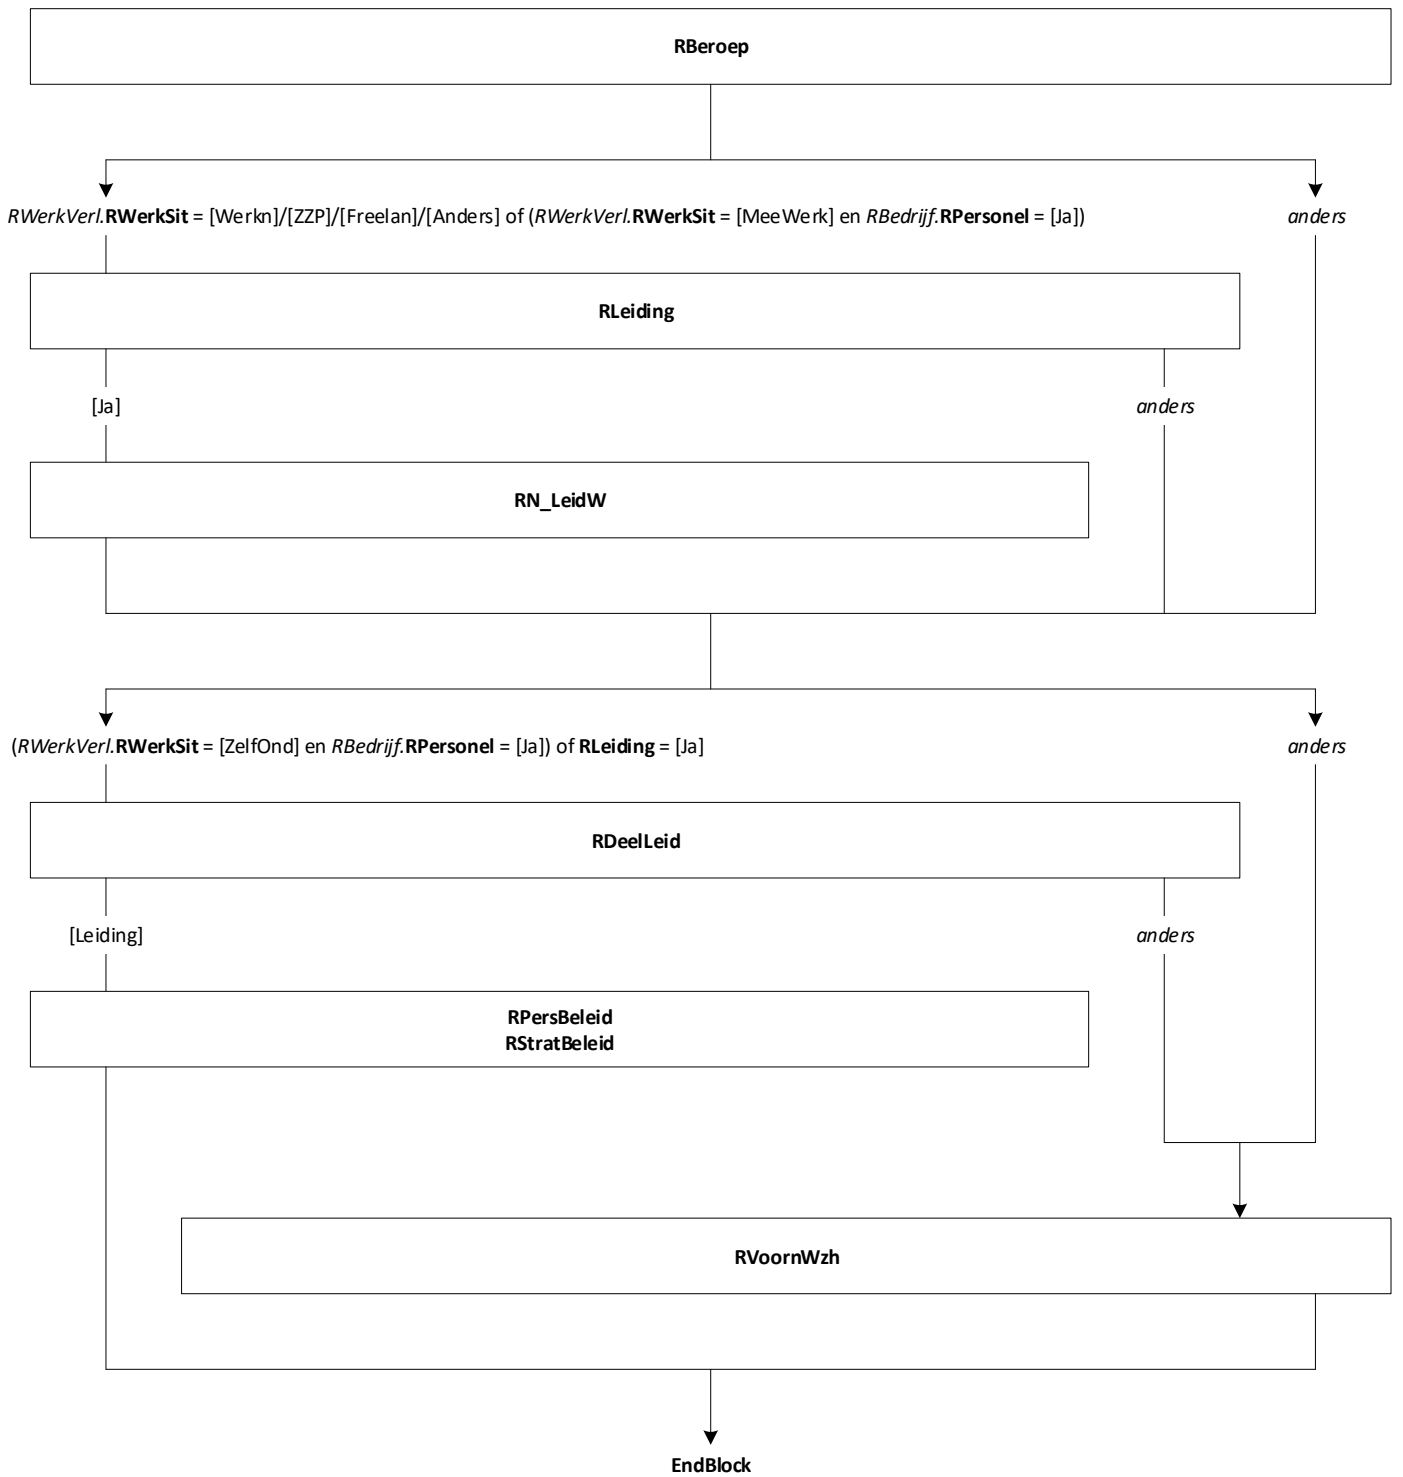 RBeroep
RWerkVerl.RWerkSit = [Werkn]/[ZZP]/[Freelan]/[Anders] of (RWerkVerl.RWerkSit = [MeeWerk] en RBedrijf.RPersonel = [Ja])
anders
RLeiding
[Ja]
anders
RN_LeidW
(RWerkVerl.RWerkSit = [ZelfOnd] en RBedrijf.RPersonel = [Ja]) of RLeiding = [Ja]
anders
RDeelLeid
[Leiding]
anders
RPersBeleid
RStratBeleid
RVoornWzh
EndBlock